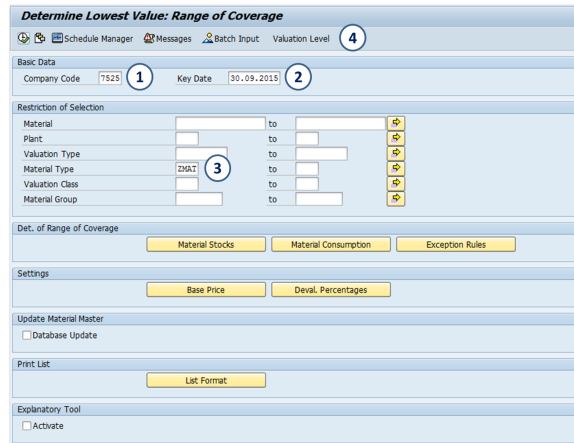 Determine Lowest Value: Range of Coverage
Schedule Manager Messages Batch Input Valuation Level 4
Basic Data
Company Code 7525 1 Key Date 30.09.2015 2
Restriction of Selection
Material to
Plant to
Valuation Type to
Material Type ZMAT 3 to
Valuation Class to
Material Group to
Det. of Range of Coverage
Material Stocks Material Consumption Exception Rules
Settings
Base Price Deval. Percentages
Update Material Master
Database Update
Print List
List Format
Explanatory Tool
Activate